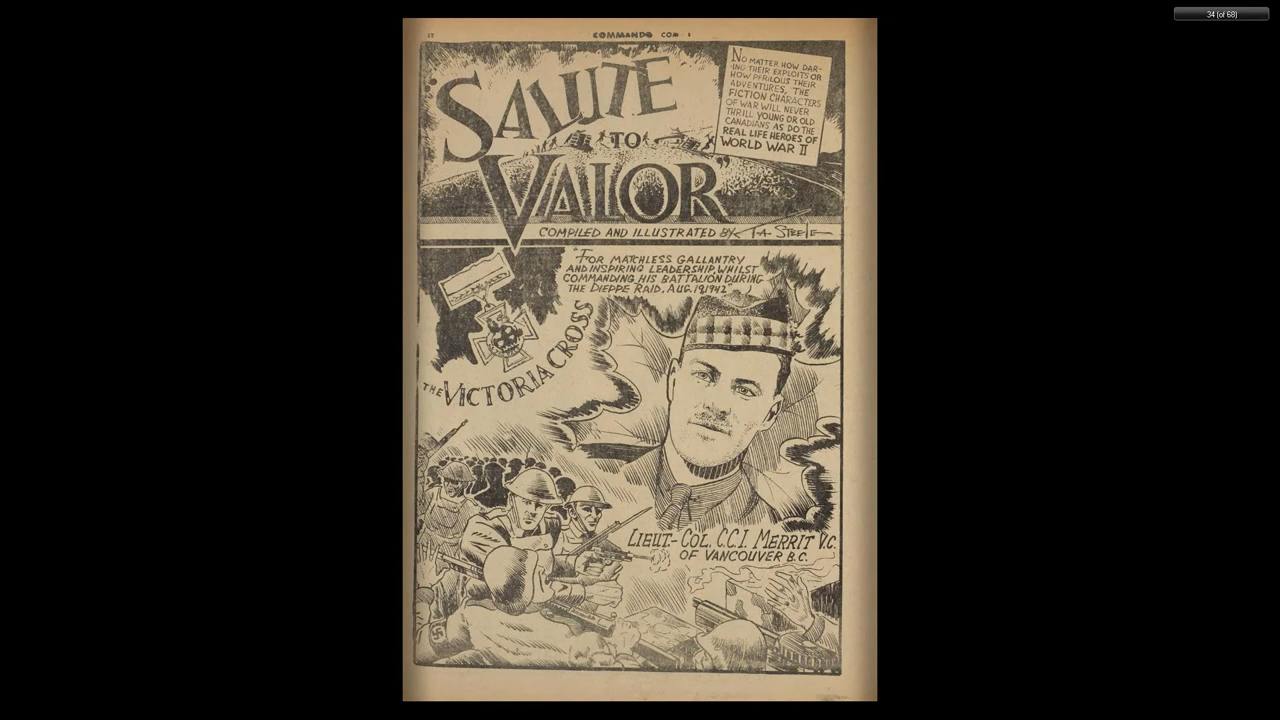 34 (of 68)
COMMANDO COM
"SALUTE
TO
VALOR"
NO MATTER HOW DAR-
ING THEIR EXPLOITS OR
HOW PERILOUS THEIR
ADVENTURES, THE
FICTION CHARACTERS
OF WAR WILL NEVER
THRILL YOUNG OR OLD
CANADIANS AS DO THE
REAL LIFE HEROES OF
WORLD WAR II
COMPILED AND ILLUSTRATED BY T.A. STEELE
"FOR MATCHLESS GALLANTRY
AND INSPIRING LEADERSHIP, WHILST
COMMANDING HIS BATTALION DURING
THE DIEPPE RAID, AUG. 19, 1942"
THE VICTORIA CROSS
LIEUT.- COL. C.C.I. MERRIT V.C.
OF VANCOUVER B.C.